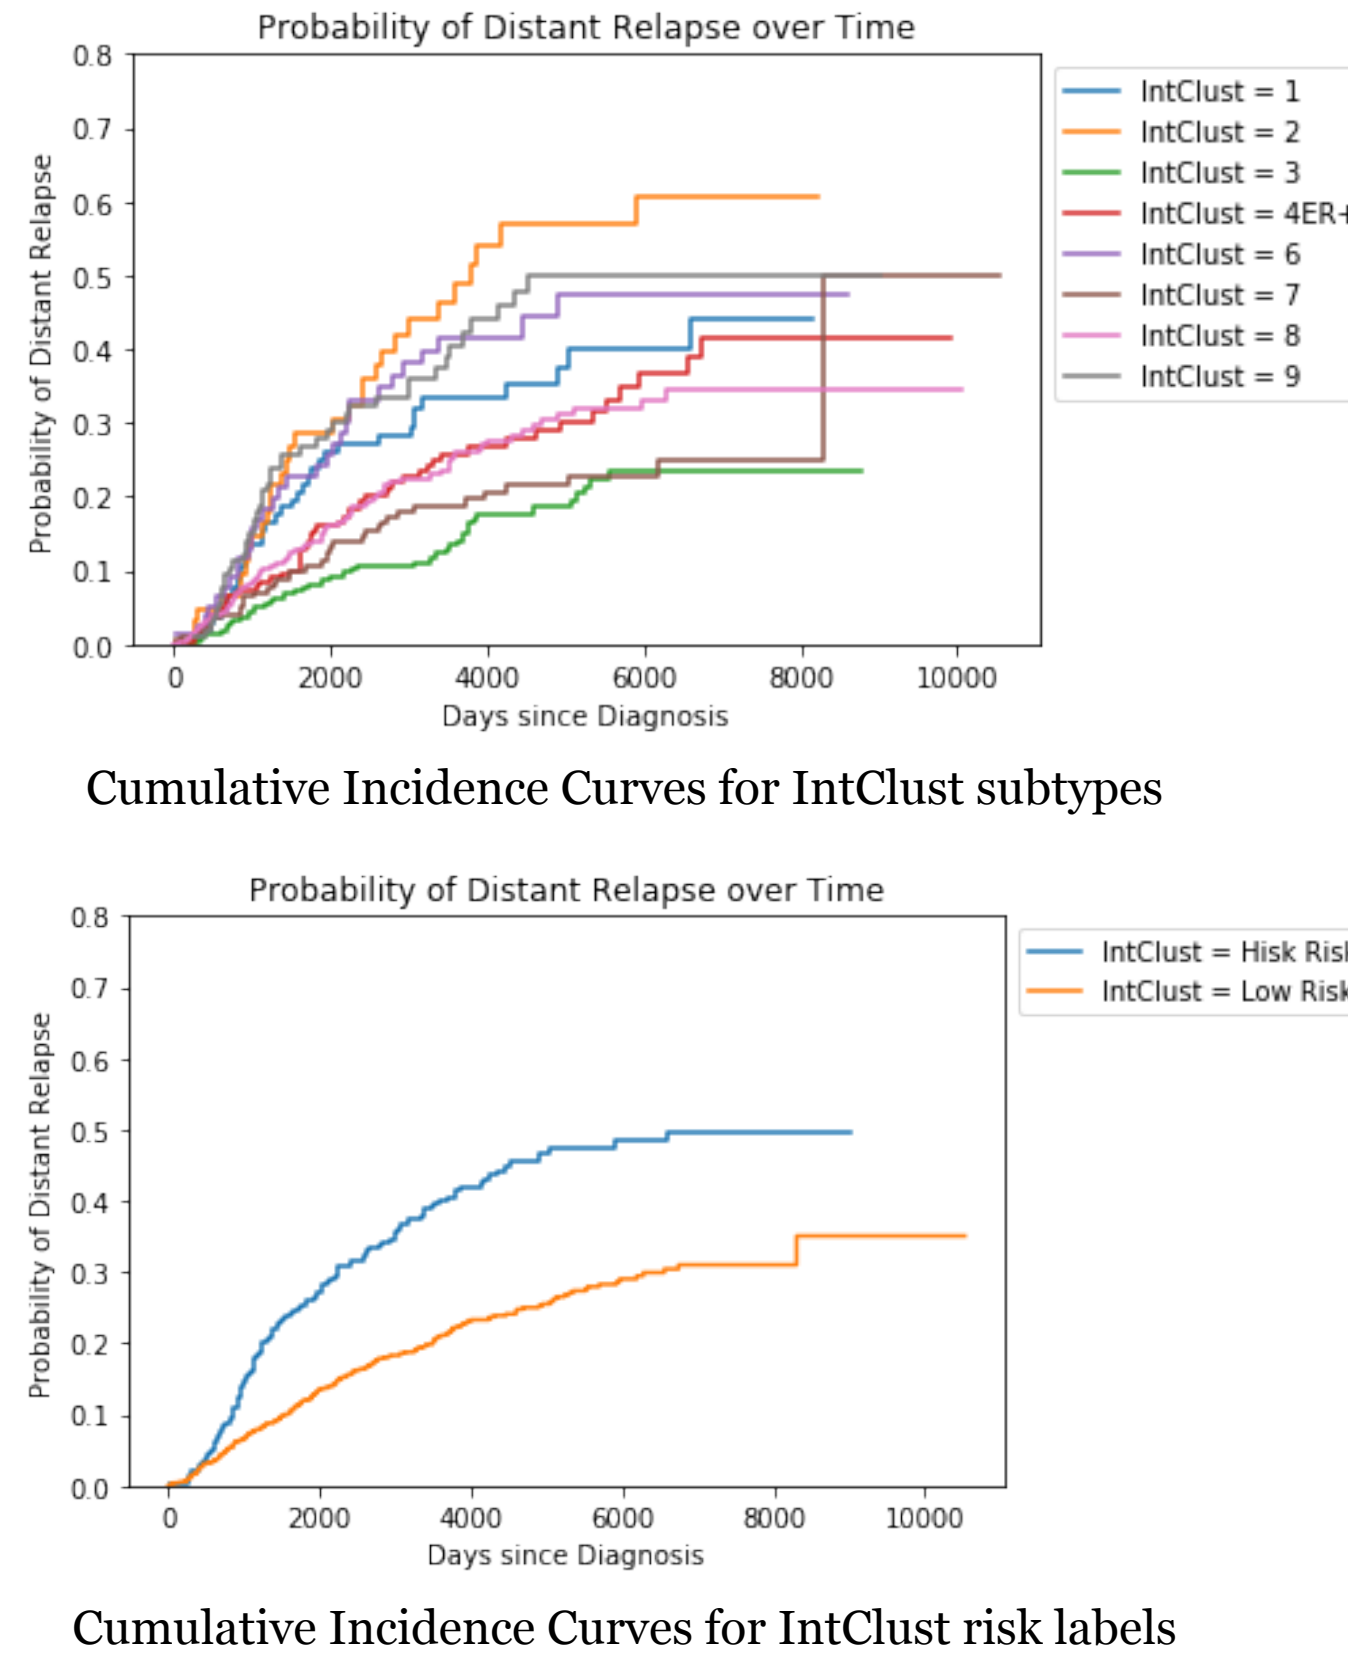 Probability of Distant Relapse over Time
0.8
0.7
0.6
0.5
0.4
0.3
0.2
0.1
0.0
Probability of Distant Relapse
0 2000 4000 6000 8000 10000
Days since Diagnosis
IntClust = 1
IntClust = 2
IntClust = 3
IntClust = 4ER+
IntClust = 6
IntClust = 7
IntClust = 8
IntClust = 9
Cumulative Incidence Curves for IntClust subtypes
Probability of Distant Relapse over Time
0.8
0.7
0.6
0.5
0.4
0.3
0.2
0.1
0.0
Probability of Distant Relapse
0 2000 4000 6000 8000 10000
Days since Diagnosis
IntClust = Hisk Risk
IntClust = Low Risk
Cumulative Incidence Curves for IntClust risk labels